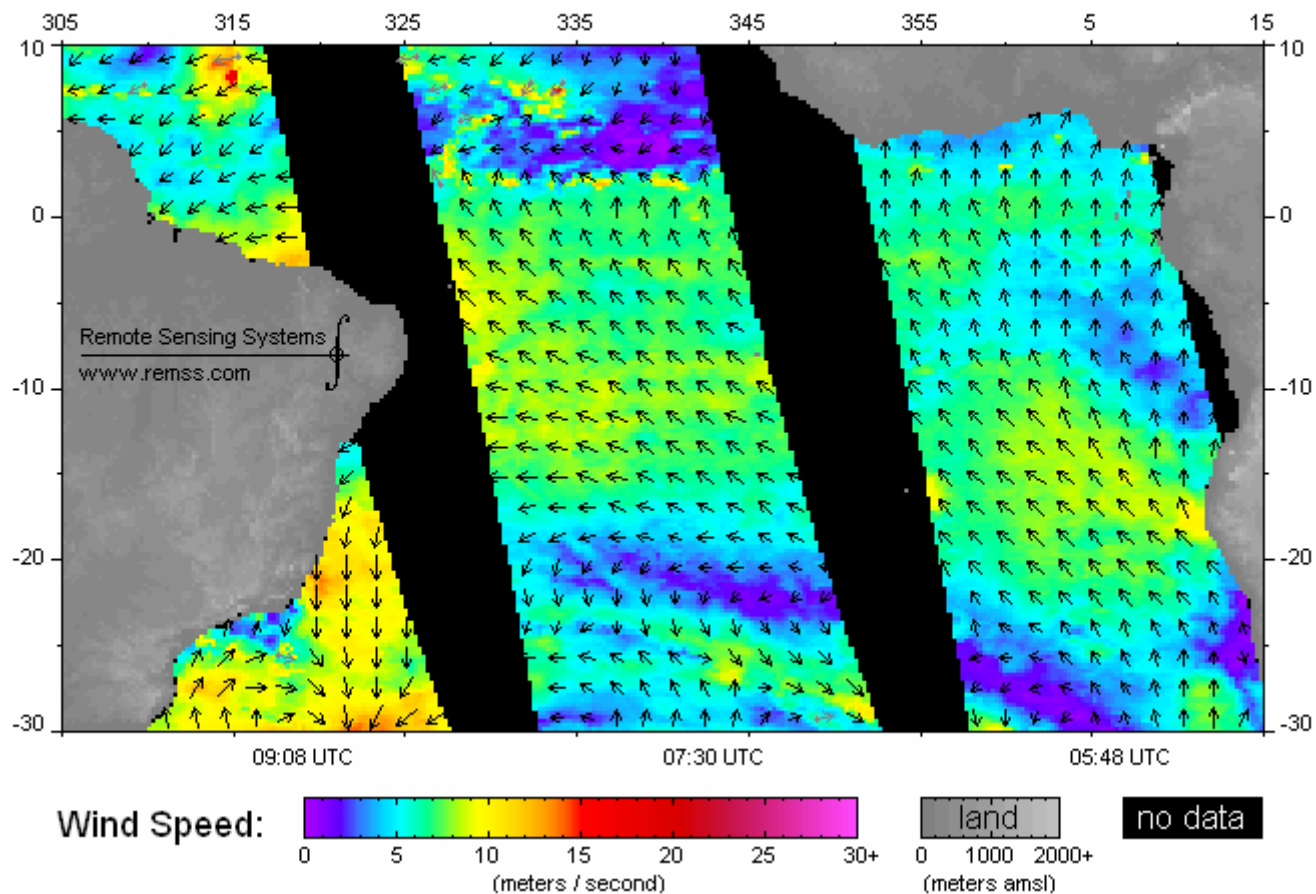 305 315 325 335 345 355 5 15
10 10
0 0
Remote Sensing Systems
www.remss.com
-10 -10
-20 -20
-30 -30
09:08 UTC 07:30 UTC 05:48 UTC
Wind Speed: land no data
0 5 10 15 20 25 30+ 0 1000 2000+
(meters / second) (meters amsl)